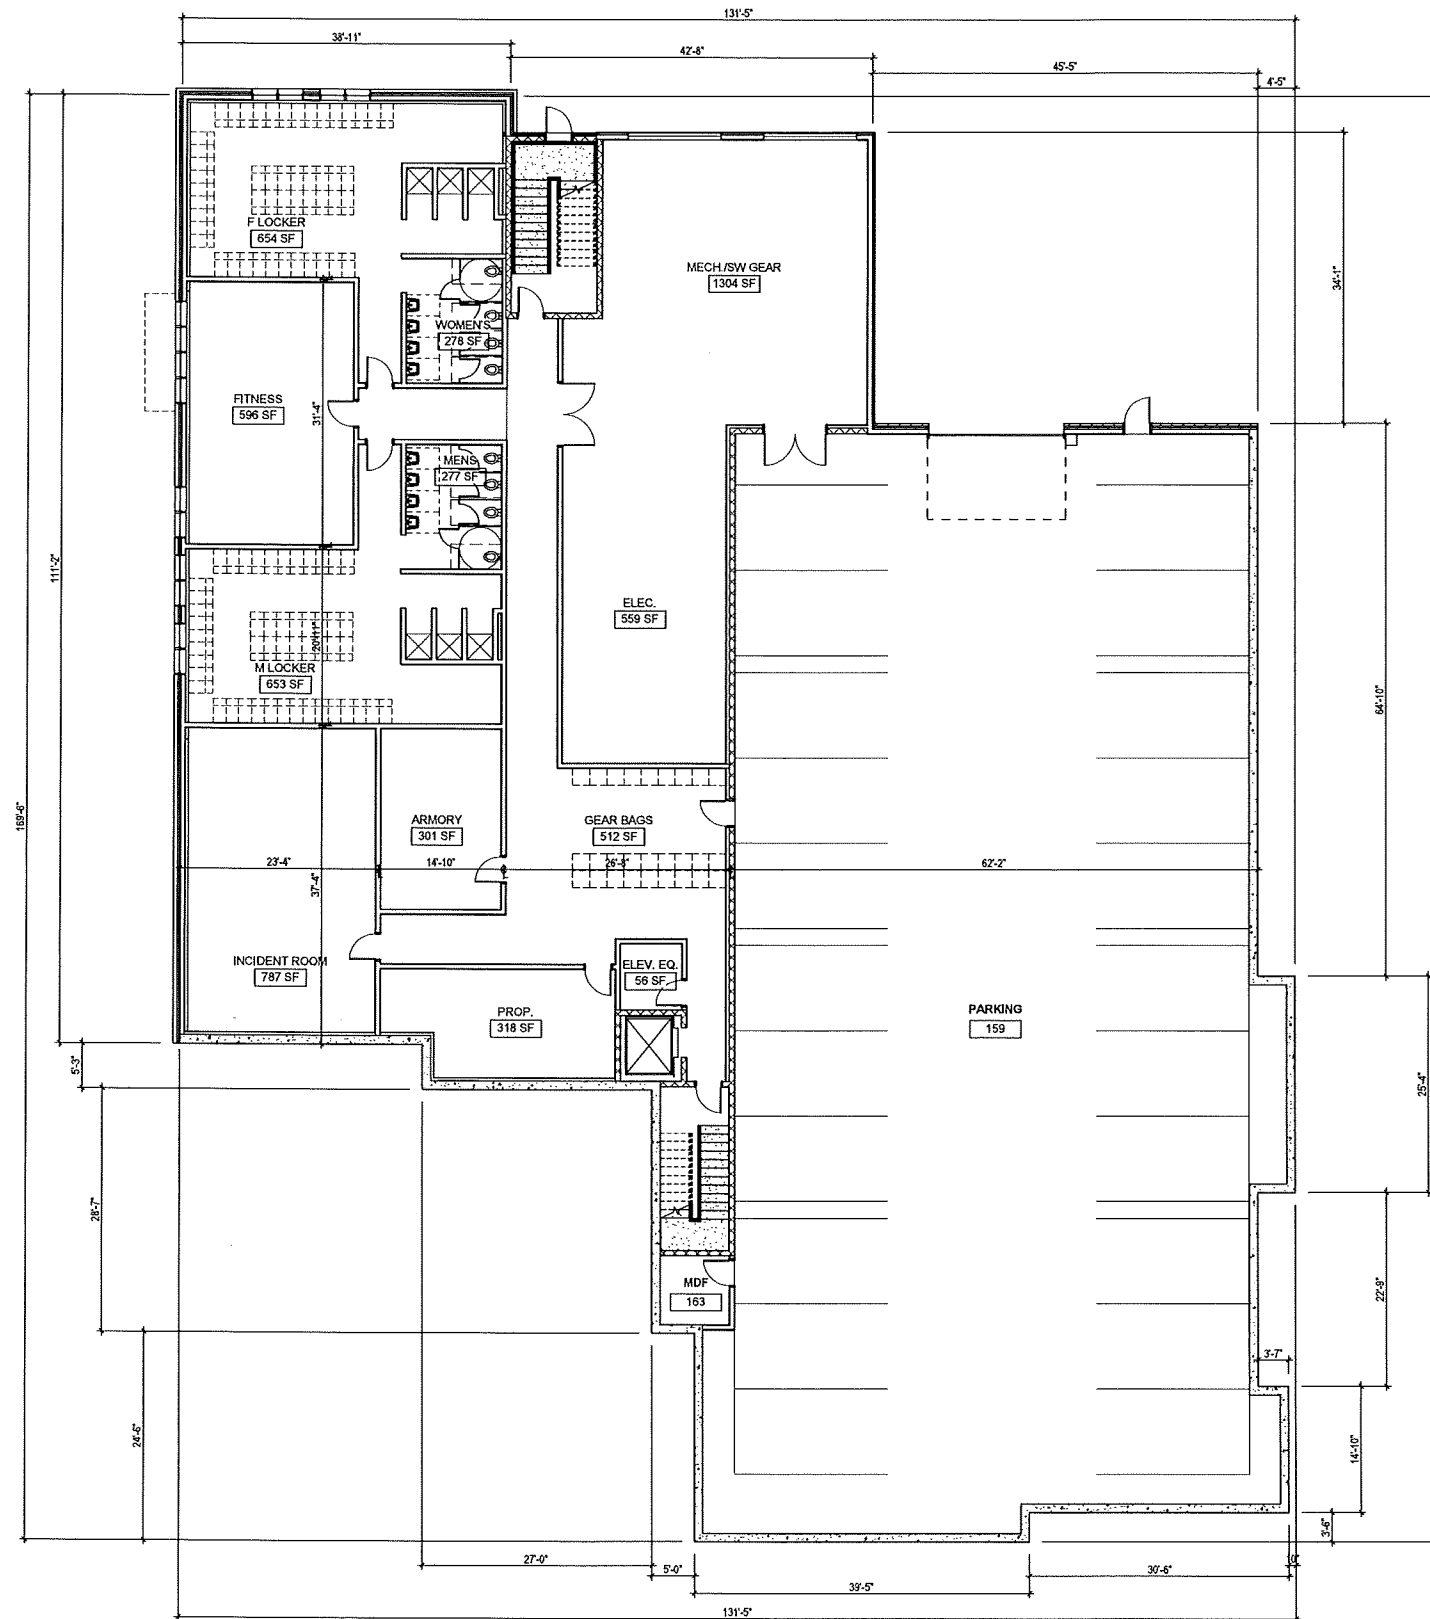 131'-5"
38'-11"
42'-8"
45'-5"
4'-5"
F LOCKER
654 SF
MECH./SW GEAR
1304 SF
34'-1"
WOMEN'S
278 SF
FITNESS
596 SF
31'-4"
MENS
277 SF
111'-2"
ELEC.
559 SF
20'-11"
M LOCKER
653 SF
64'-10"
169'-6"
ARMORY
301 SF
GEAR BAGS
512 SF
23'-4"
14'-10"
26'-8"
62'-2"
37'-4"
INCIDENT ROOM
787 SF
ELEV. EQ.
56 SF
PROP.
318 SF
PARKING
159
5'-3"
25'-4"
28'-7"
MDF
163
22'-9"
3'-7"
24'-6"
14'-10"
3'-6"
27'-0"
5'-0"
39'-5"
30'-6"
131'-5"